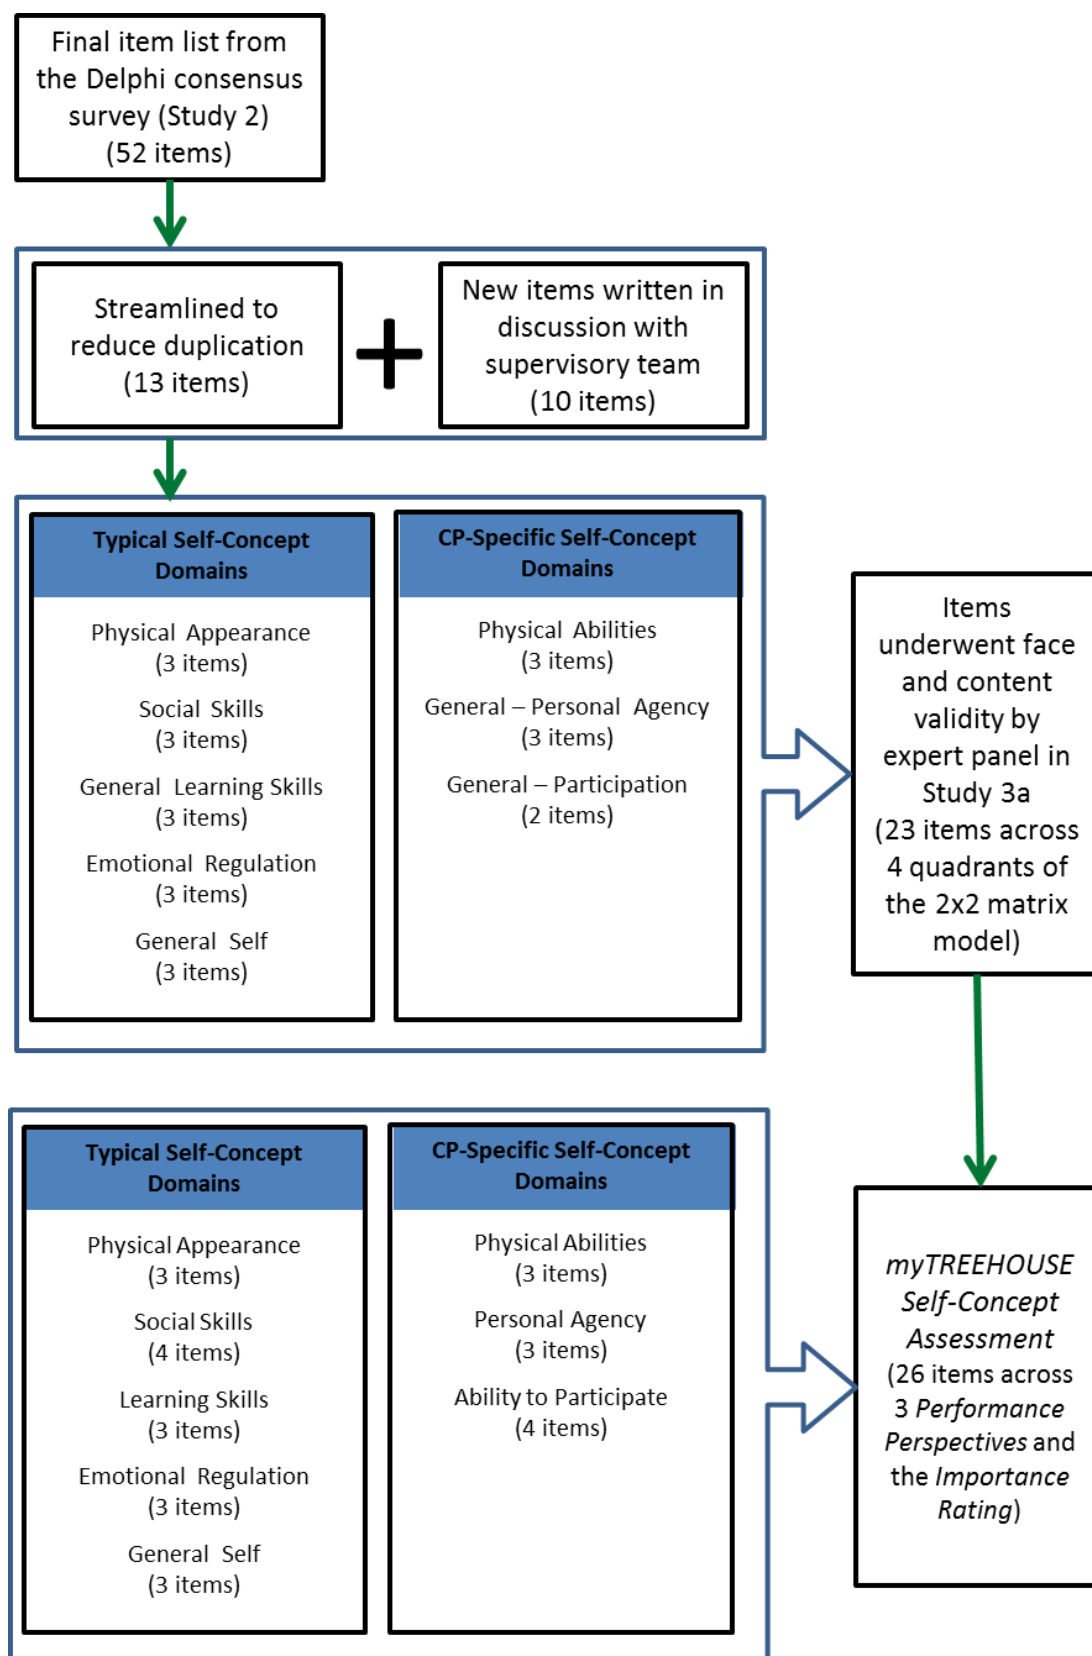 Final item list from
the Delphi consensus
survey (Study 2)
(52 items)
Streamlined to
reduce duplication
(13 items)
+
New items written in
discussion with
supervisory team
(10 items)
Typical Self-Concept
Domains
Physical Appearance
(3 items)
Social Skills
(3 items)
General Learning Skills
(3 items)
Emotional Regulation
(3 items)
General Self
(3 items)
CP-Specific Self-Concept
Domains
Physical Abilities
(3 items)
General – Personal Agency
(3 items)
General – Participation
(2 items)
Items
underwent face
and content
validity by
expert panel in
Study 3a
(23 items across
4 quadrants of
the 2x2 matrix
model)
Typical Self-Concept
Domains
Physical Appearance
(3 items)
Social Skills
(4 items)
Learning Skills
(3 items)
Emotional Regulation
(3 items)
General Self
(3 items)
CP-Specific Self-Concept
Domains
Physical Abilities
(3 items)
Personal Agency
(3 items)
Ability to Participate
(4 items)
myTREEHOUSE
Self-Concept
Assessment
(26 items across
3 Performance
Perspectives and
the Importance
Rating)